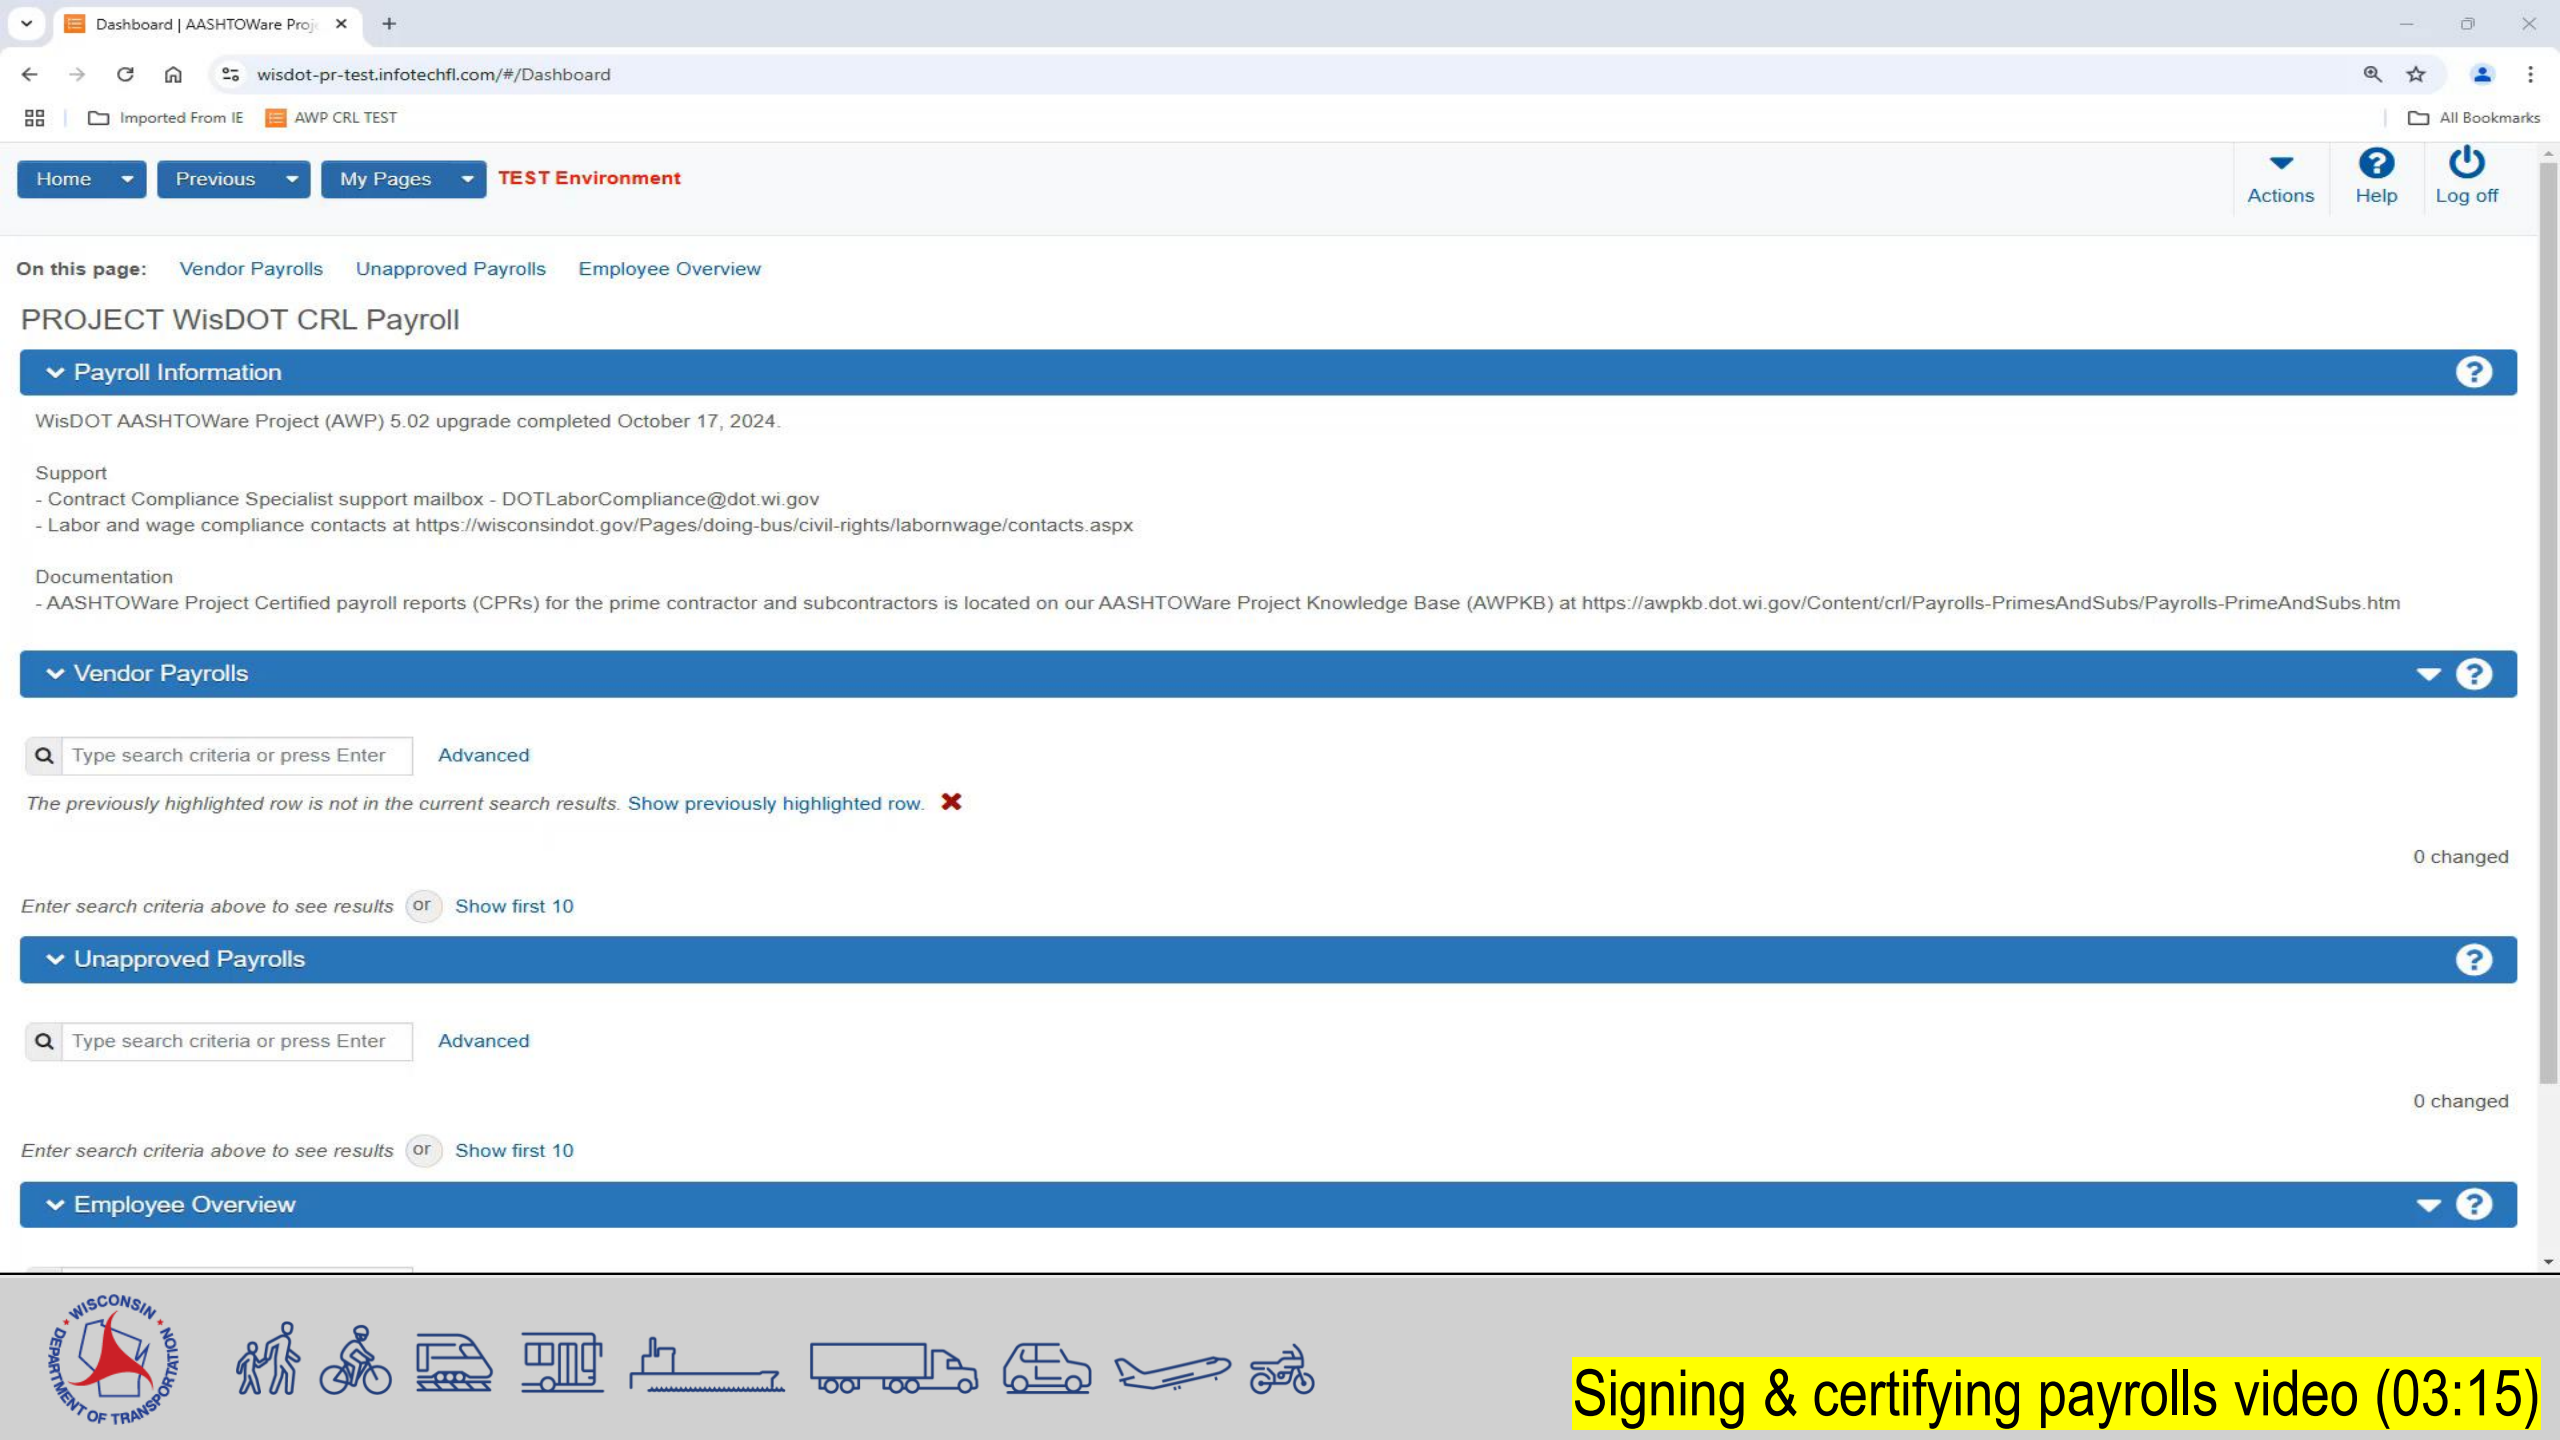 Dashboard | AASHTOWare Proj
wisdot-pr-test.infotechfl.com/#/Dashboard
Imported From IE AWP CRL TEST All Bookmarks
Home Previous My Pages TEST Environment Actions Help Log off
On this page: Vendor Payrolls Unapproved Payrolls Employee Overview
PROJECT WisDOT CRL Payroll
Payroll Information
WisDOT AASHTOWare Project (AWP) 5.02 upgrade completed October 17, 2024.
Support
- Contract Compliance Specialist support mailbox - DOTLaborCompliance@dot.wi.gov
- Labor and wage compliance contacts at https://wisconsindot.gov/Pages/doing-bus/civil-rights/labornwage/contacts.aspx
Documentation
- AASHTOWare Project Certified payroll reports (CPRs) for the prime contractor and subcontractors is located on our AASHTOWare Project Knowledge Base (AWPKB) at https://awpkb.dot.wi.gov/Content/crl/Payrolls-PrimesAndSubs/Payrolls-PrimeAndSubs.htm
Vendor Payrolls
Type search criteria or press Enter Advanced
The previously highlighted row is not in the current search results. Show previously highlighted row.
0 changed
Enter search criteria above to see results or Show first 10
Unapproved Payrolls
Type search criteria or press Enter Advanced
0 changed
Enter search criteria above to see results or Show first 10
Employee Overview
WISCONSIN DEPARTMENT OF TRANSPORTATION
Signing & certifying payrolls video (03:15)